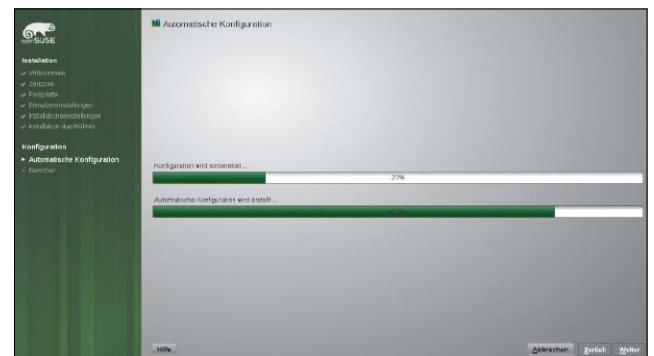 openSUSE
Automatische Konfiguration
Installation
Willkommen
Zeitzone
Festplatte
Benutzereinstellungen
Installationseinstellungen
Installation durchführen
Konfiguration
Automatische Konfiguration
Benutzer
Konfiguration wird vorbereitet ...
23%
Automatische Konfiguration wird erstellt ...
Hilfe
Abbrechen
Zurück
Weiter